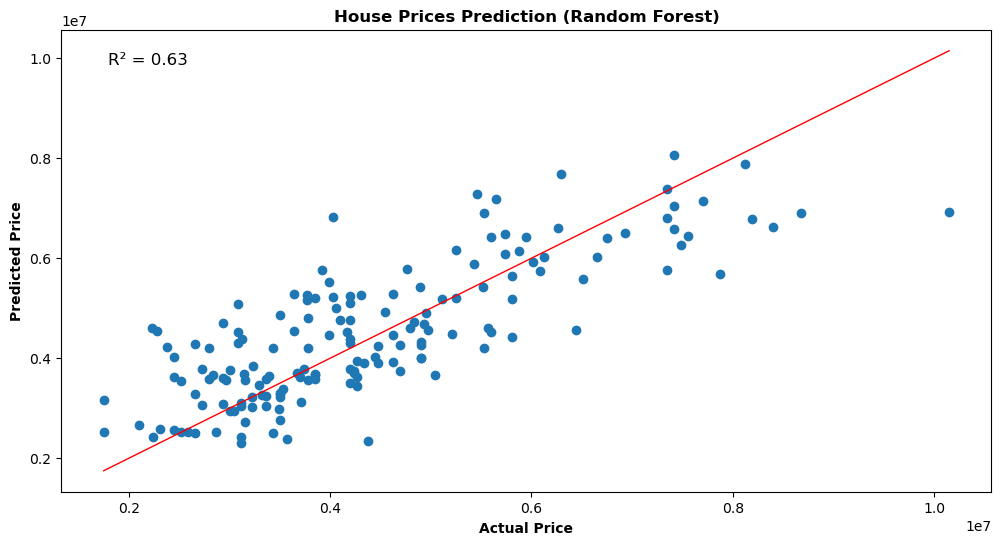 House Prices Prediction (Random Forest)
1e7
R² = 0.63
1.0
0.8
0.6
0.4
0.2
Predicted Price
0.2 0.4 0.6 0.8 1.0
1e7
Actual Price